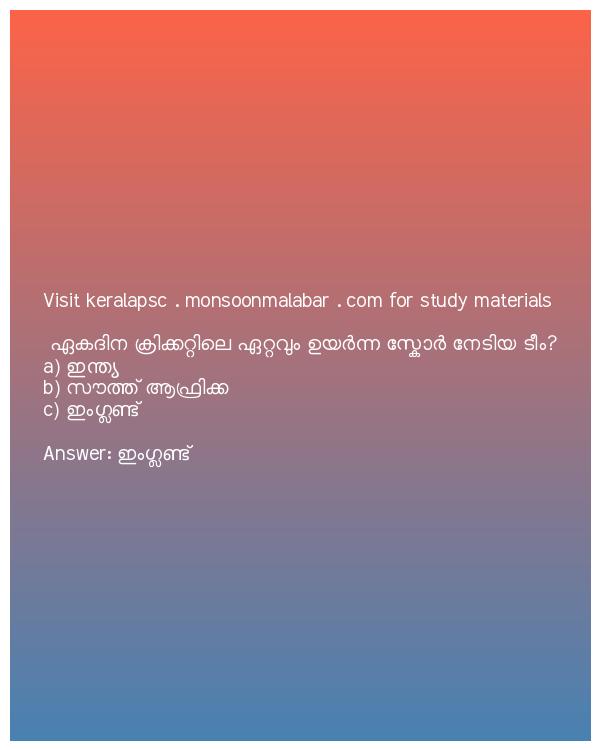 Visit keralapsc . monsoonmalabar . com for study materials
ഏകദിന ക്രിക്കറ്റിലെ ഏറ്റവും ഉയർന്ന സ്കോർ നേടിയ ടീം?
a) ഇന്ത്യ
b) സൗത്ത് ആഫ്രിക്ക
c) ഇംഗ്ലണ്ട്
Answer: ഇംഗ്ലണ്ട്